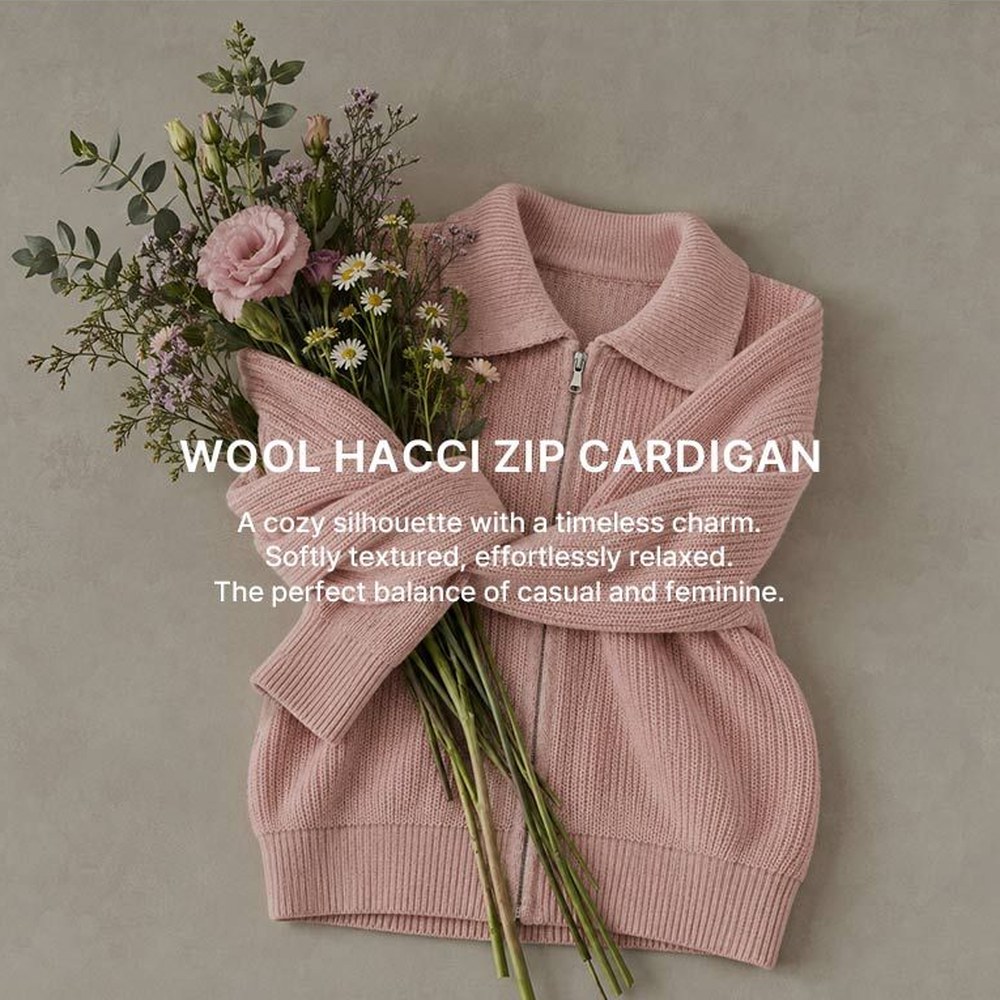 WOOL HACCI ZIP CARDIGAN
A cozy silhouette with a timeless charm.
Softly textured, effortlessly relaxed.
The perfect balance of casual and feminine.